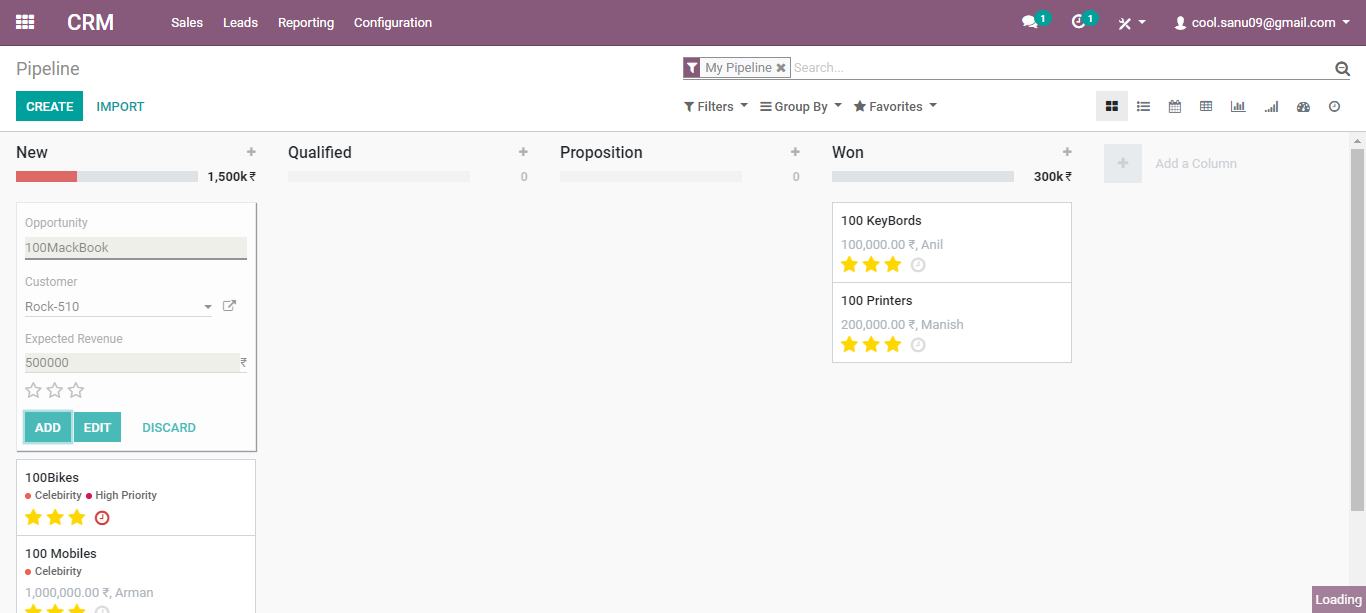 CRM Sales Leads Reporting Configuration 1 1 cool.sanu09@gmail.com
Pipeline My Pipeline Search...
CREATE IMPORT Filters Group By Favorites
New Qualified Proposition Won Add a Column
1,500k ₹ 0 0 300k ₹
Opportunity
100MackBook
Customer
Rock-510
Expected Revenue
500000 ₹
ADD EDIT DISCARD
100Bikes
Celebirity High Priority
100 Mobiles
Celebirity
1,000,000.00 ₹, Arman
100 KeyBords
100,000.00 ₹, Anil
100 Printers
200,000.00 ₹, Manish
Loading